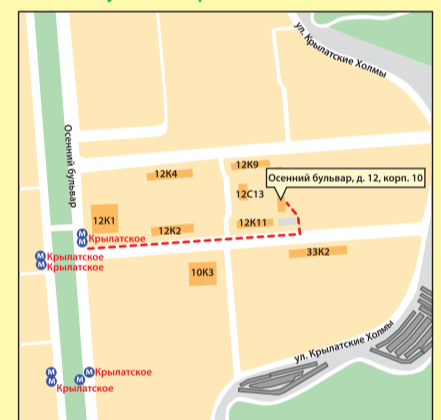 ул. Крылатские Холмы
Осенний бульвар
12К9
12К4
Осенний бульвар, д. 12, корп. 10
12С13
12К1
12К11
12К2
М
М
Крылатское
33К2
М
Крылатское
М
Крылатское
10К3
ул. Крылатские Холмы
М
М
Крылатское
М
М
Крылатское